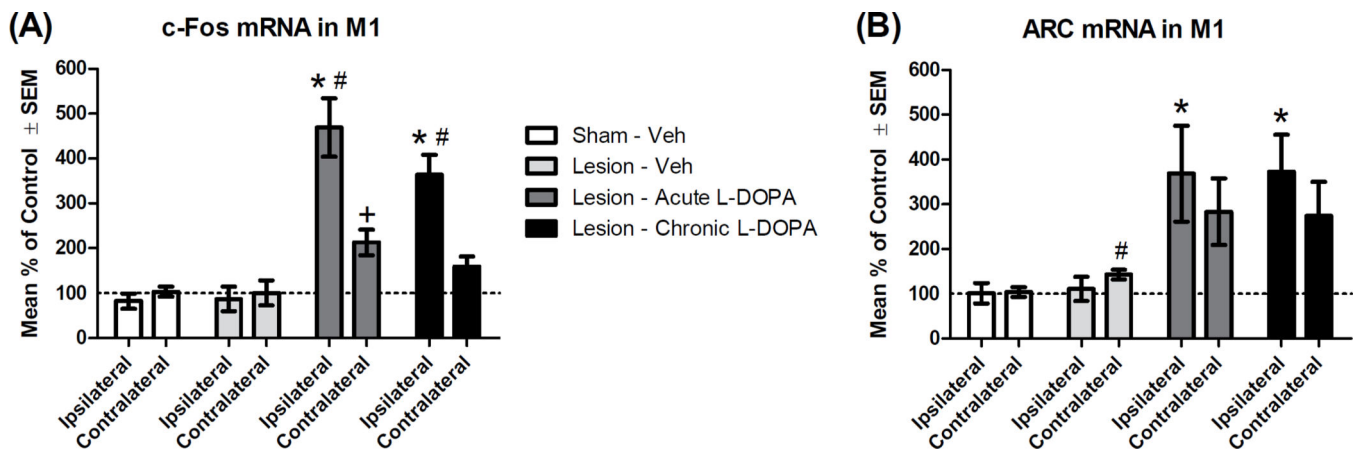 (A)
c-Fos mRNA in M1
Mean % of Control ± SEM
600
500
400
300
200
100
0
* #
+
* #
Ipsilateral
Contralateral
Ipsilateral
Contralateral
Ipsilateral
Contralateral
Ipsilateral
Contralateral
Sham - Veh
Lesion - Veh
Lesion - Acute L-DOPA
Lesion - Chronic L-DOPA
(B)
ARC mRNA in M1
Mean % of Control ± SEM
600
500
400
300
200
100
0
#
*
*
Ipsilateral
Contralateral
Ipsilateral
Contralateral
Ipsilateral
Contralateral
Ipsilateral
Contralateral